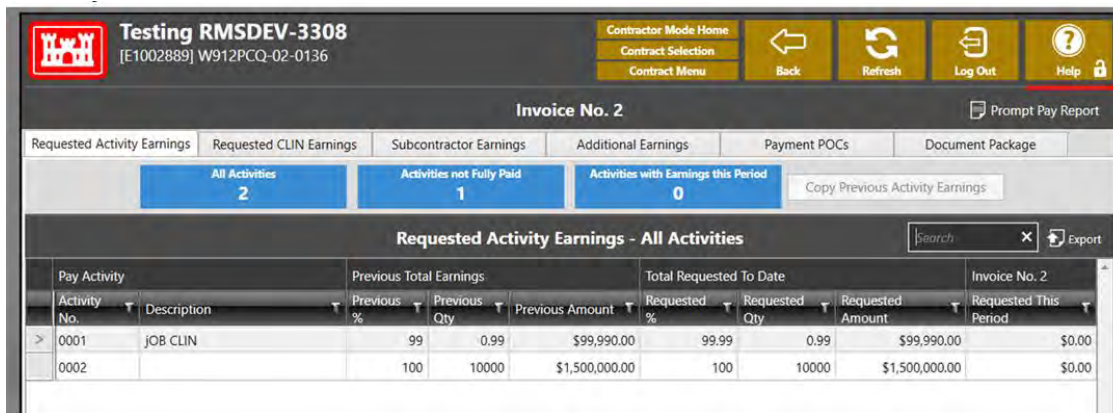 Testing RMSDEV-3308
[E1002889] W912PCQ-02-0136
Contractor Mode Home
Contract Selection
Contract Menu
Back
Refresh
Log Out
Help
Invoice No. 2
Prompt Pay Report
Requested Activity Earnings Requested CLIN Earnings Subcontractor Earnings Additional Earnings Payment POCs Document Package
All Activities Activities not Fully Paid Activities with Earnings this Period
2 1 0
Copy Previous Activity Earnings
Requested Activity Earnings - All Activities
Search
Export
Pay Activity Previous Total Earnings Total Requested To Date Invoice No. 2
Activity No. Description Previous % Previous Qty Previous Amount Requested % Requested Qty Requested Amount Requested This Period
0001 jOB CLIN 99 0.99 $99,990.00 99.99 0.99 $99,990.00 $0.00
0002 100 10000 $1,500,000.00 100 10000 $1,500,000.00 $0.00